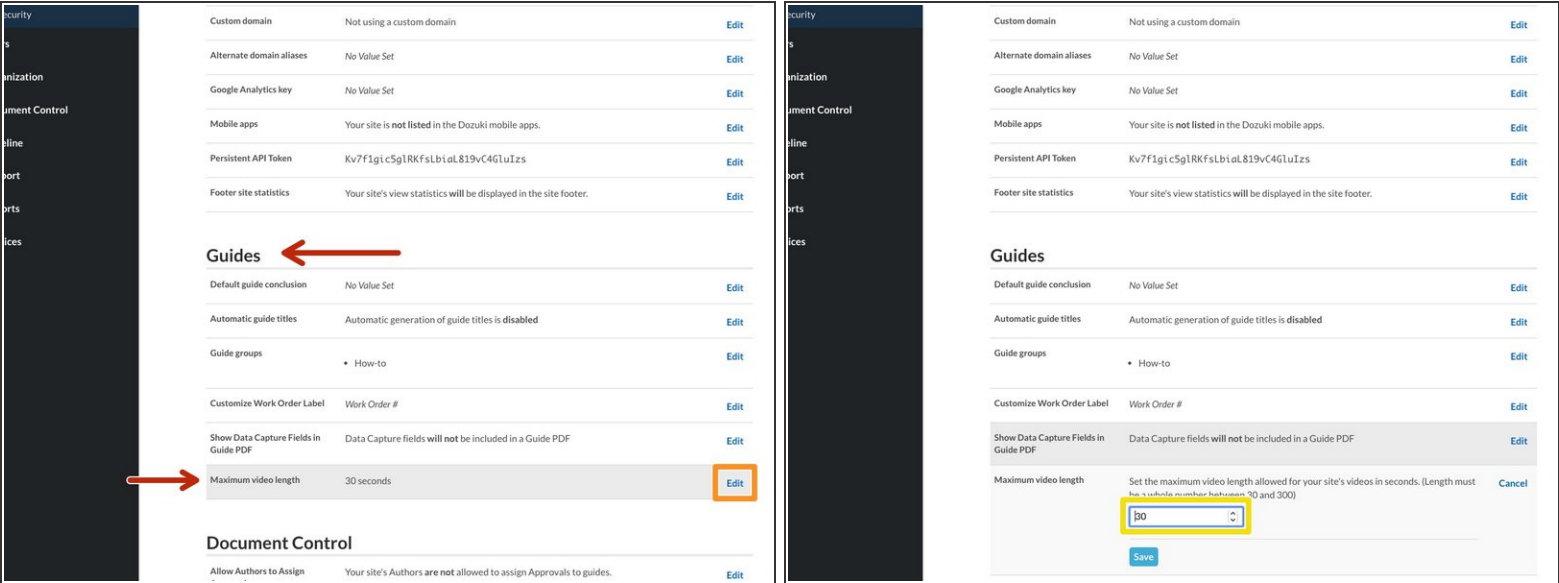 ecurity
rs
anization
ument Control
eline
port
orts
ices
Custom domain Not using a custom domain Edit
Alternate domain aliases No Value Set Edit
Google Analytics key No Value Set Edit
Mobile apps Your site is not listed in the Dozuki mobile apps. Edit
Persistent API Token Kv7f1gic5glRKfsLbiaL819vC4GluIzs Edit
Footer site statistics Your site's view statistics will be displayed in the site footer. Edit
Guides
Default guide conclusion No Value Set Edit
Automatic guide titles Automatic generation of guide titles is disabled Edit
Guide groups • How-to Edit
Customize Work Order Label Work Order # Edit
Show Data Capture Fields in Data Capture fields will not be included in a Guide PDF Edit
Guide PDF
Maximum video length 30 seconds Edit
Document Control
Allow Authors to Assign Your site's Authors are not allowed to assign Approvals to guides. Edit
ecurity
rs
anization
ument Control
eline
port
orts
ices
Custom domain Not using a custom domain Edit
Alternate domain aliases No Value Set Edit
Google Analytics key No Value Set Edit
Mobile apps Your site is not listed in the Dozuki mobile apps. Edit
Persistent API Token Kv7f1gic5glRKfsLbiaL819vC4GluIzs Edit
Footer site statistics Your site's view statistics will be displayed in the site footer. Edit
Guides
Default guide conclusion No Value Set Edit
Automatic guide titles Automatic generation of guide titles is disabled Edit
Guide groups • How-to Edit
Customize Work Order Label Work Order # Edit
Show Data Capture Fields in Data Capture fields will not be included in a Guide PDF Edit
Guide PDF
Maximum video length Set the maximum video length allowed for your site's videos in seconds. (Length must Cancel
be a whole number between 30 and 300)
30
Save